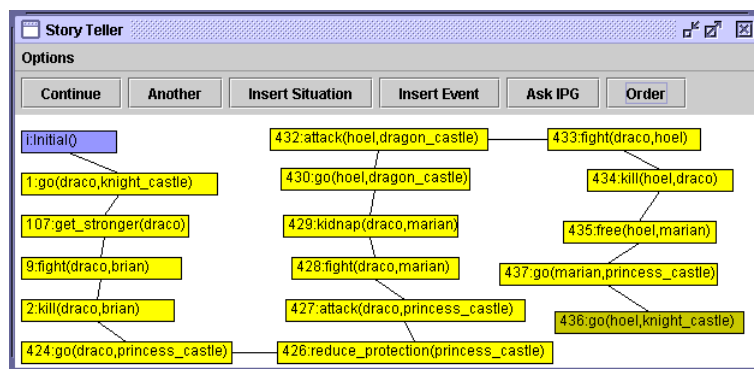 Story Teller
Options
Continue Another Insert Situation Insert Event Ask IPG Order
i:Initial()
1:go(draco,knight_castle)
107:get_stronger(draco)
9:fight(draco,brian)
2:kill(draco,brian)
424:go(draco,princess_castle)
426:reduce_protection(princess_castle)
427:attack(draco,princess_castle)
428:fight(draco,marian)
429:kidnap(draco,marian)
430:go(hoel,dragon_castle)
432:attack(hoel,dragon_castle)
433:fight(draco,hoel)
434:kill(hoel,draco)
435:free(hoel,marian)
437:go(marian,princess_castle)
436:go(hoel,knight_castle)